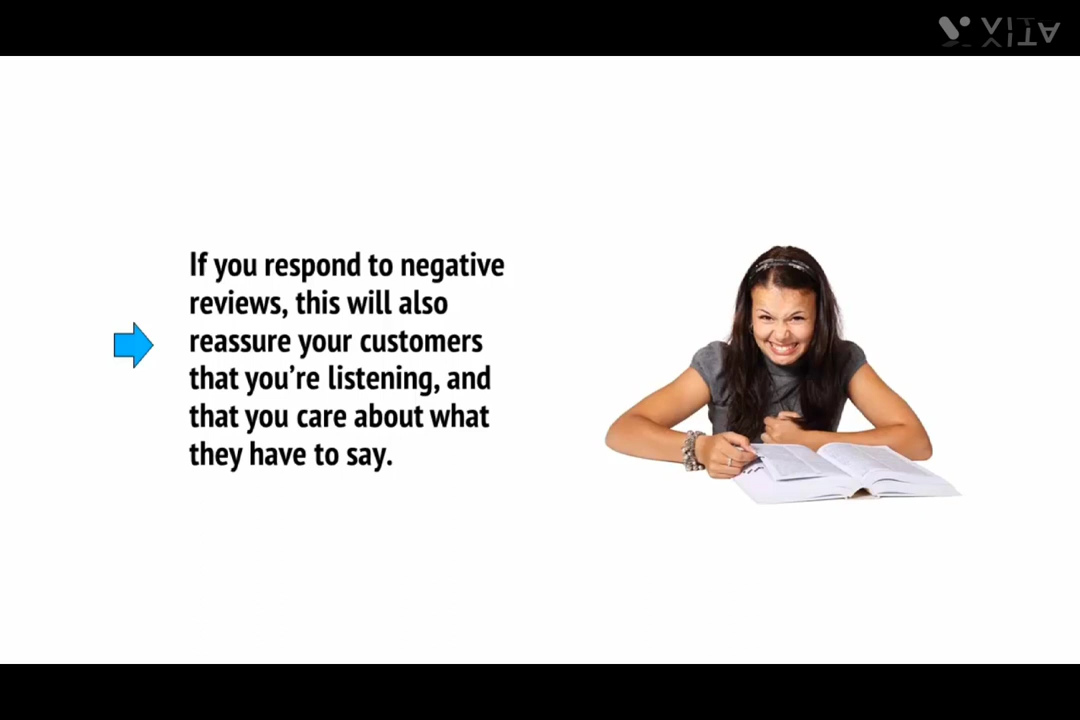 VITA
If you respond to negative
reviews, this will also
reassure your customers
that you're listening, and
that you care about what
they have to say.